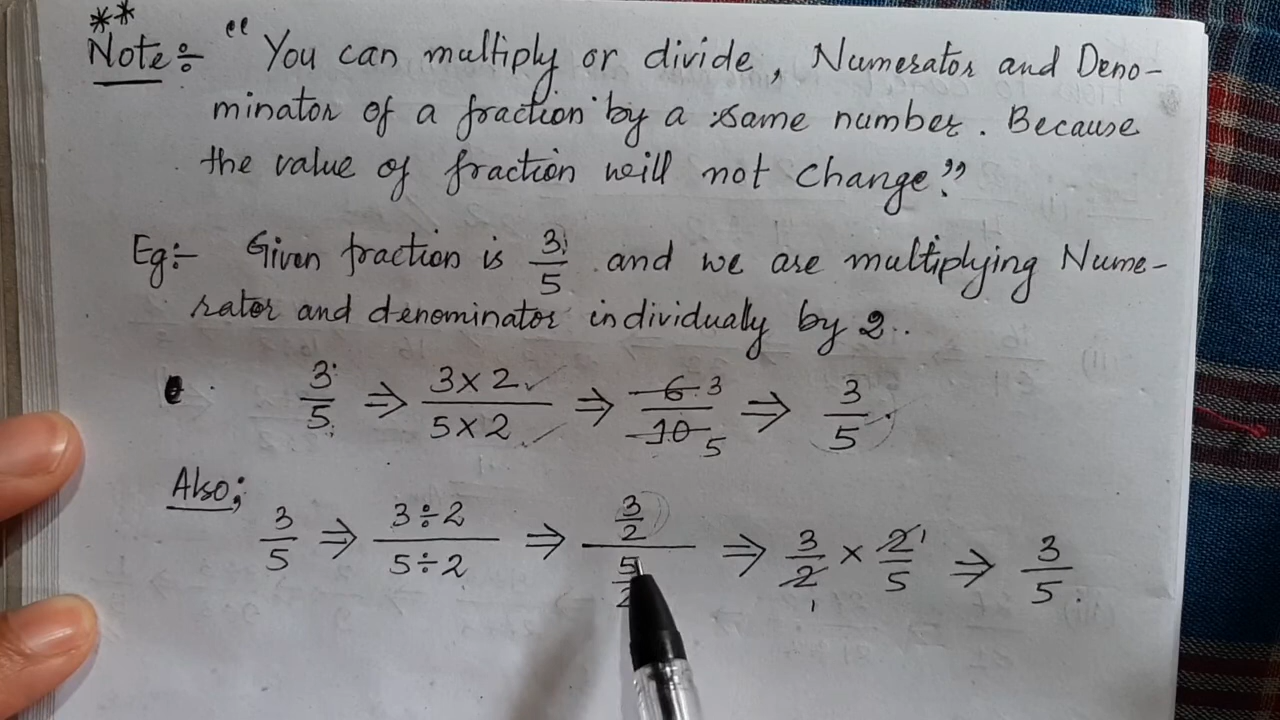 **
Note:- "You can multiply or divide, Numerator and Deno-
minator of a fraction by a same number. Because
the value of fraction will not change."
Eg:- Given fraction is 3/5 and we are multiplying Nume-
rator and denominator individually by 2.
3/5 ⇒ 3×2/5×2 ⇒ 6 3/10 5 ⇒ 3/5
Also;
3/5 ⇒ 3÷2/5÷2 ⇒ 3/2/5/2 ⇒ 3/2 1 × 2 1/5 ⇒ 3/5.